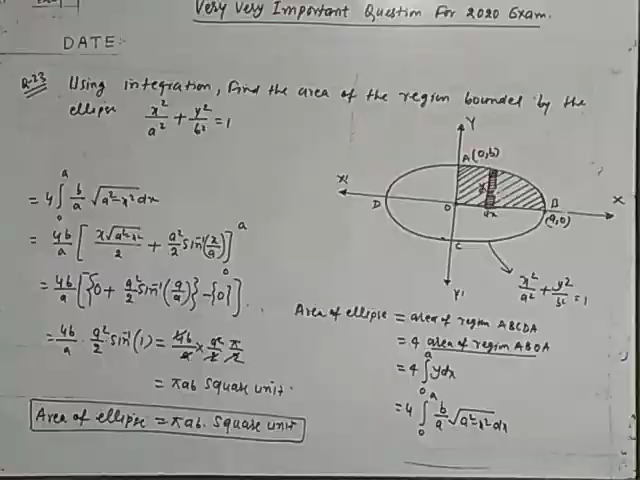 Very Very Important Question For 2020 Exam.
DATE:-
Q.23 Using integration, Find the area of the region bounded by the
ellipse x²/a² + y²/b² = 1
Y
A(0,b)
X'
X
D
O
dx
B
(a,0)
C
Y'
x²/a² + y²/b² = 1
= 4 ∫₀ᵃ b/a √(a²-x²) dx
= 4b/a [ x√(a²-x²)/2 + a²/2 sin⁻¹(x/a) ]₀ᵃ
= 4b/a [ {0 + a²/2 sin⁻¹(a/a)} - {0} ].
= 4b/a · a²/2 sin⁻¹(1) = 4b/a × a²/2 π/2
= πab square unit.
Area of ellipse = πab. square unit
Area of ellipse = area of region ABCDA
= 4 area of region ABOA
= 4 ∫₀ᵃ y dx
= 4 ∫₀ᵃ b/a √(a²-x²) dx